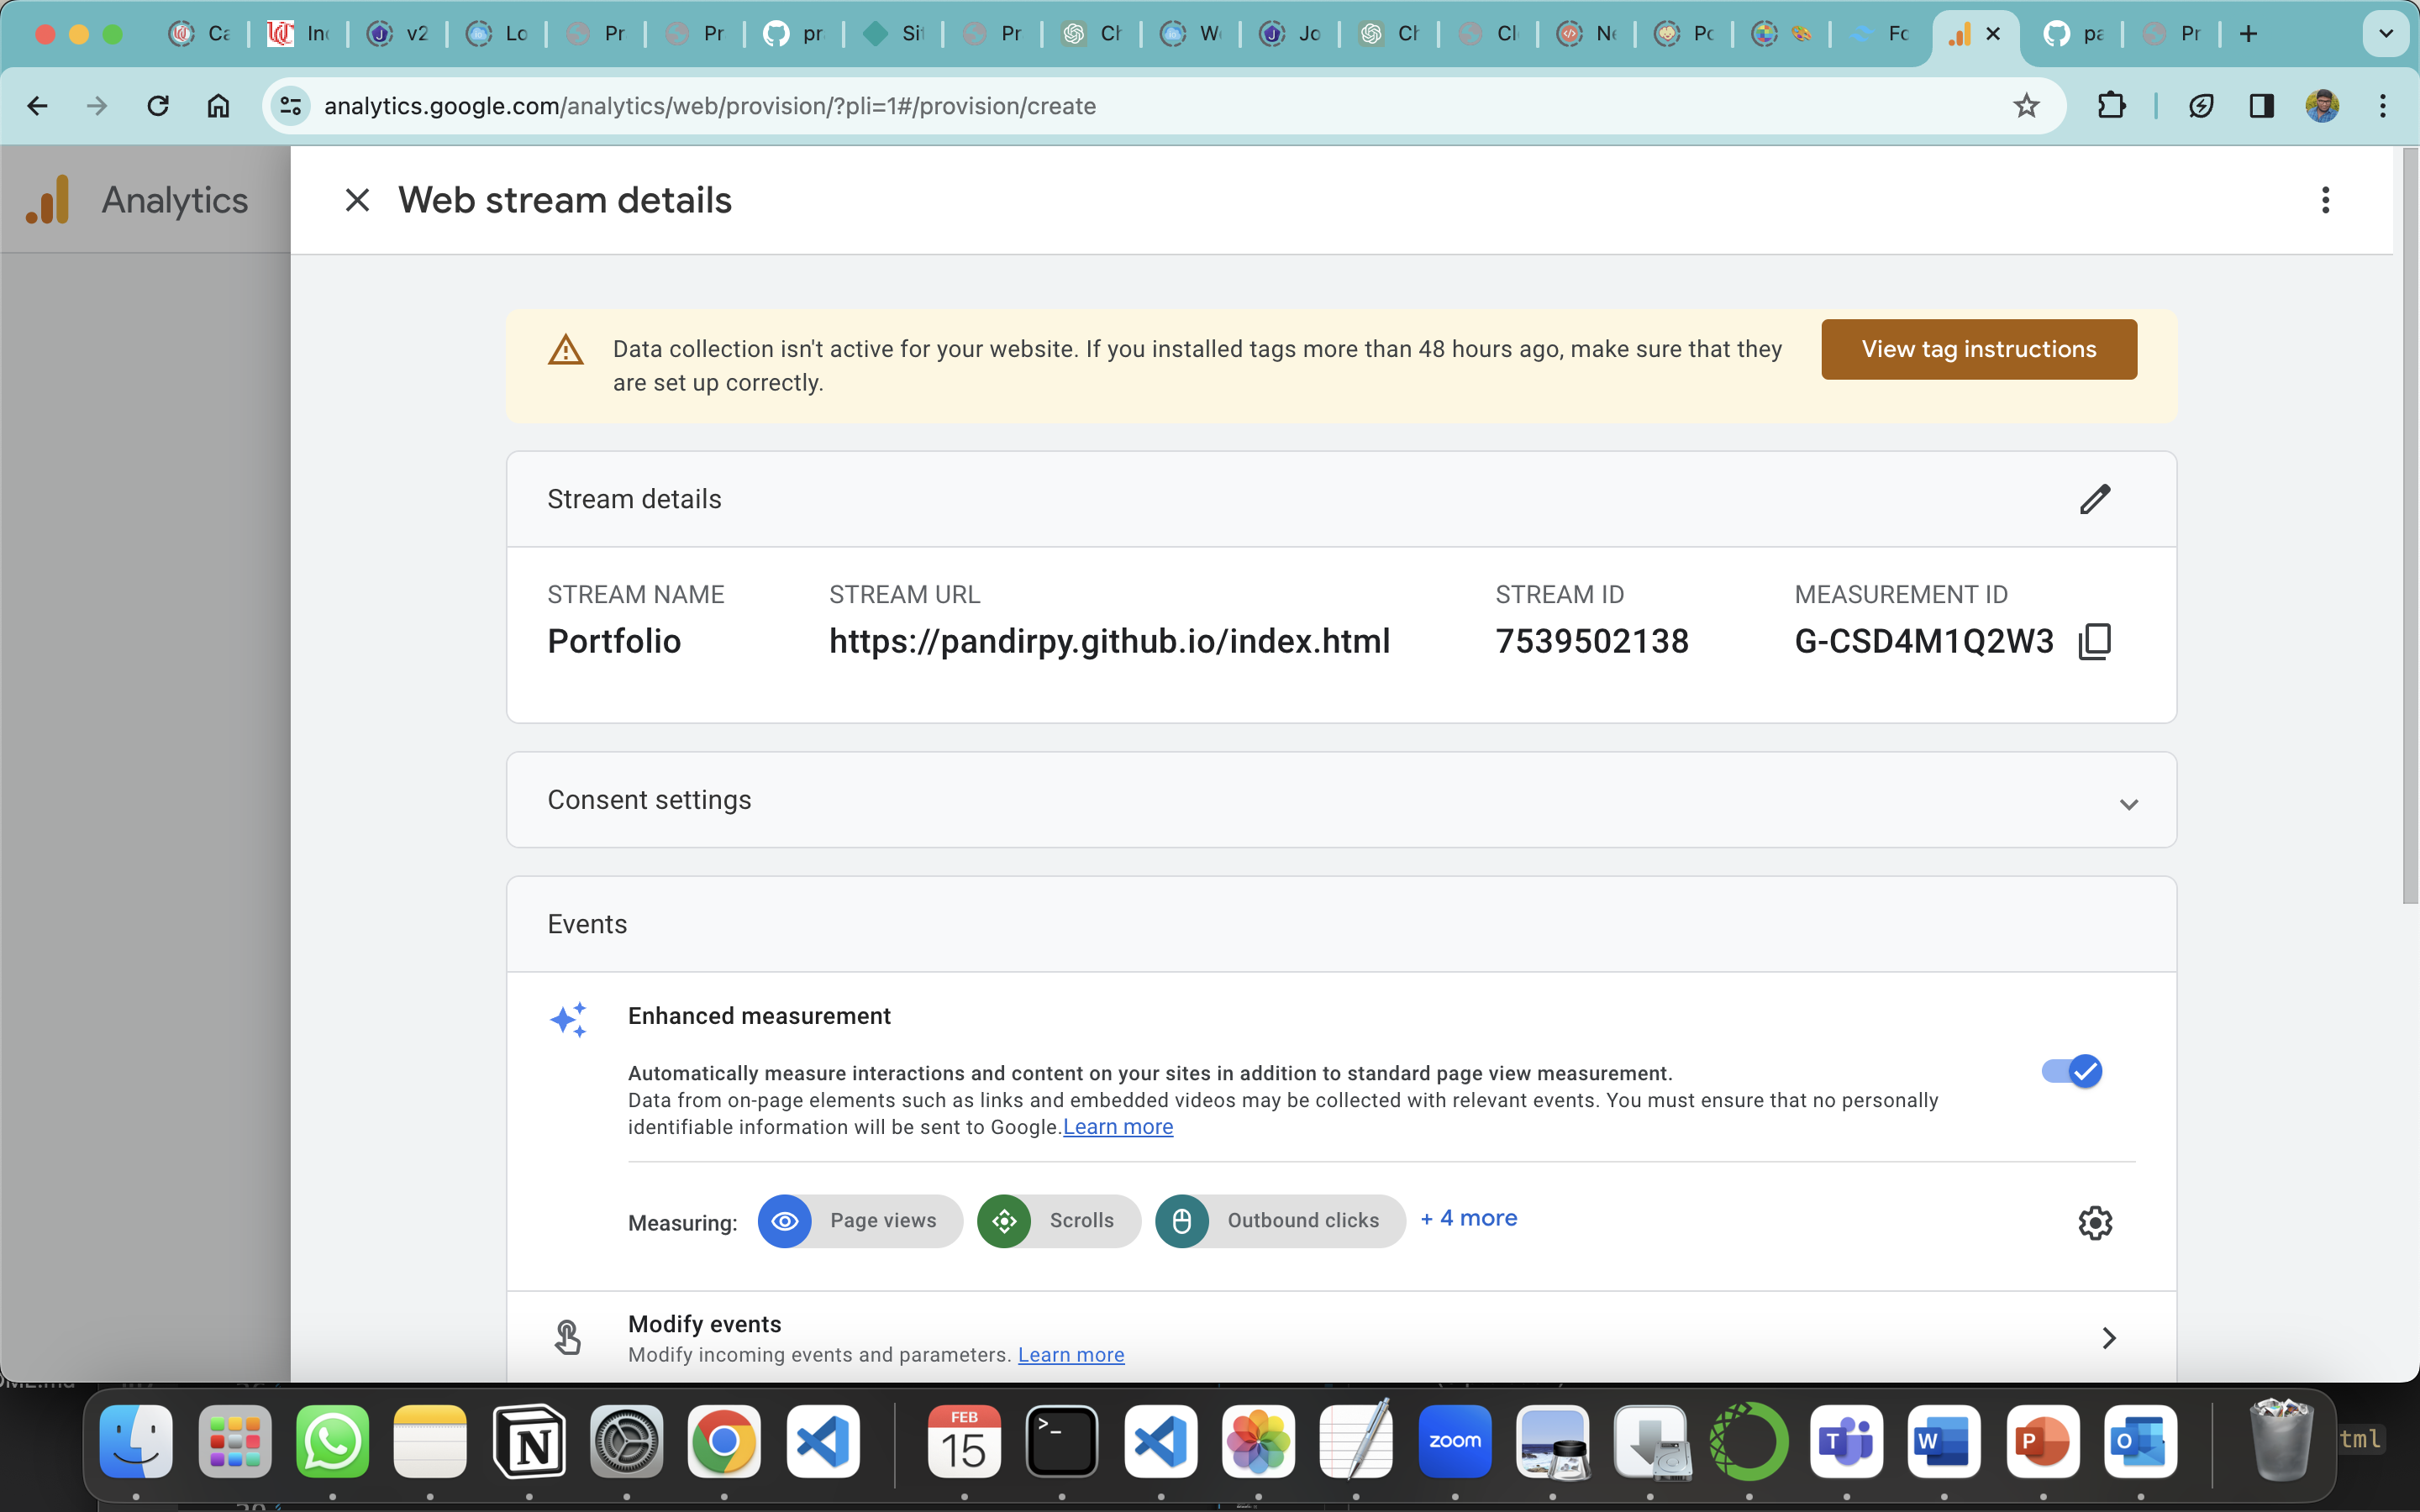 Ca
In
v2
Lo
Pr
Pr
pr
Si
Pr
Ch
W
Jo
Ch
Cl
Ne
Po
Fo
pa
Pr
analytics.google.com/analytics/web/provision/?pli=1#/provision/create
Analytics
Web stream details
Data collection isn't active for your website. If you installed tags more than 48 hours ago, make sure that they
are set up correctly.
View tag instructions
Stream details
STREAM NAME
STREAM URL
STREAM ID
MEASUREMENT ID
Portfolio
https://pandirpy.github.io/index.html
7539502138
G-CSD4M1Q2W3
Consent settings
Events
Enhanced measurement
Automatically measure interactions and content on your sites in addition to standard page view measurement.
Data from on-page elements such as links and embedded videos may be collected with relevant events. You must ensure that no personally
identifiable information will be sent to Google.Learn more
Measuring:
Page views
Scrolls
Outbound clicks
+ 4 more
Modify events
Modify incoming events and parameters. Learn more
FEB
15
zoom
tml